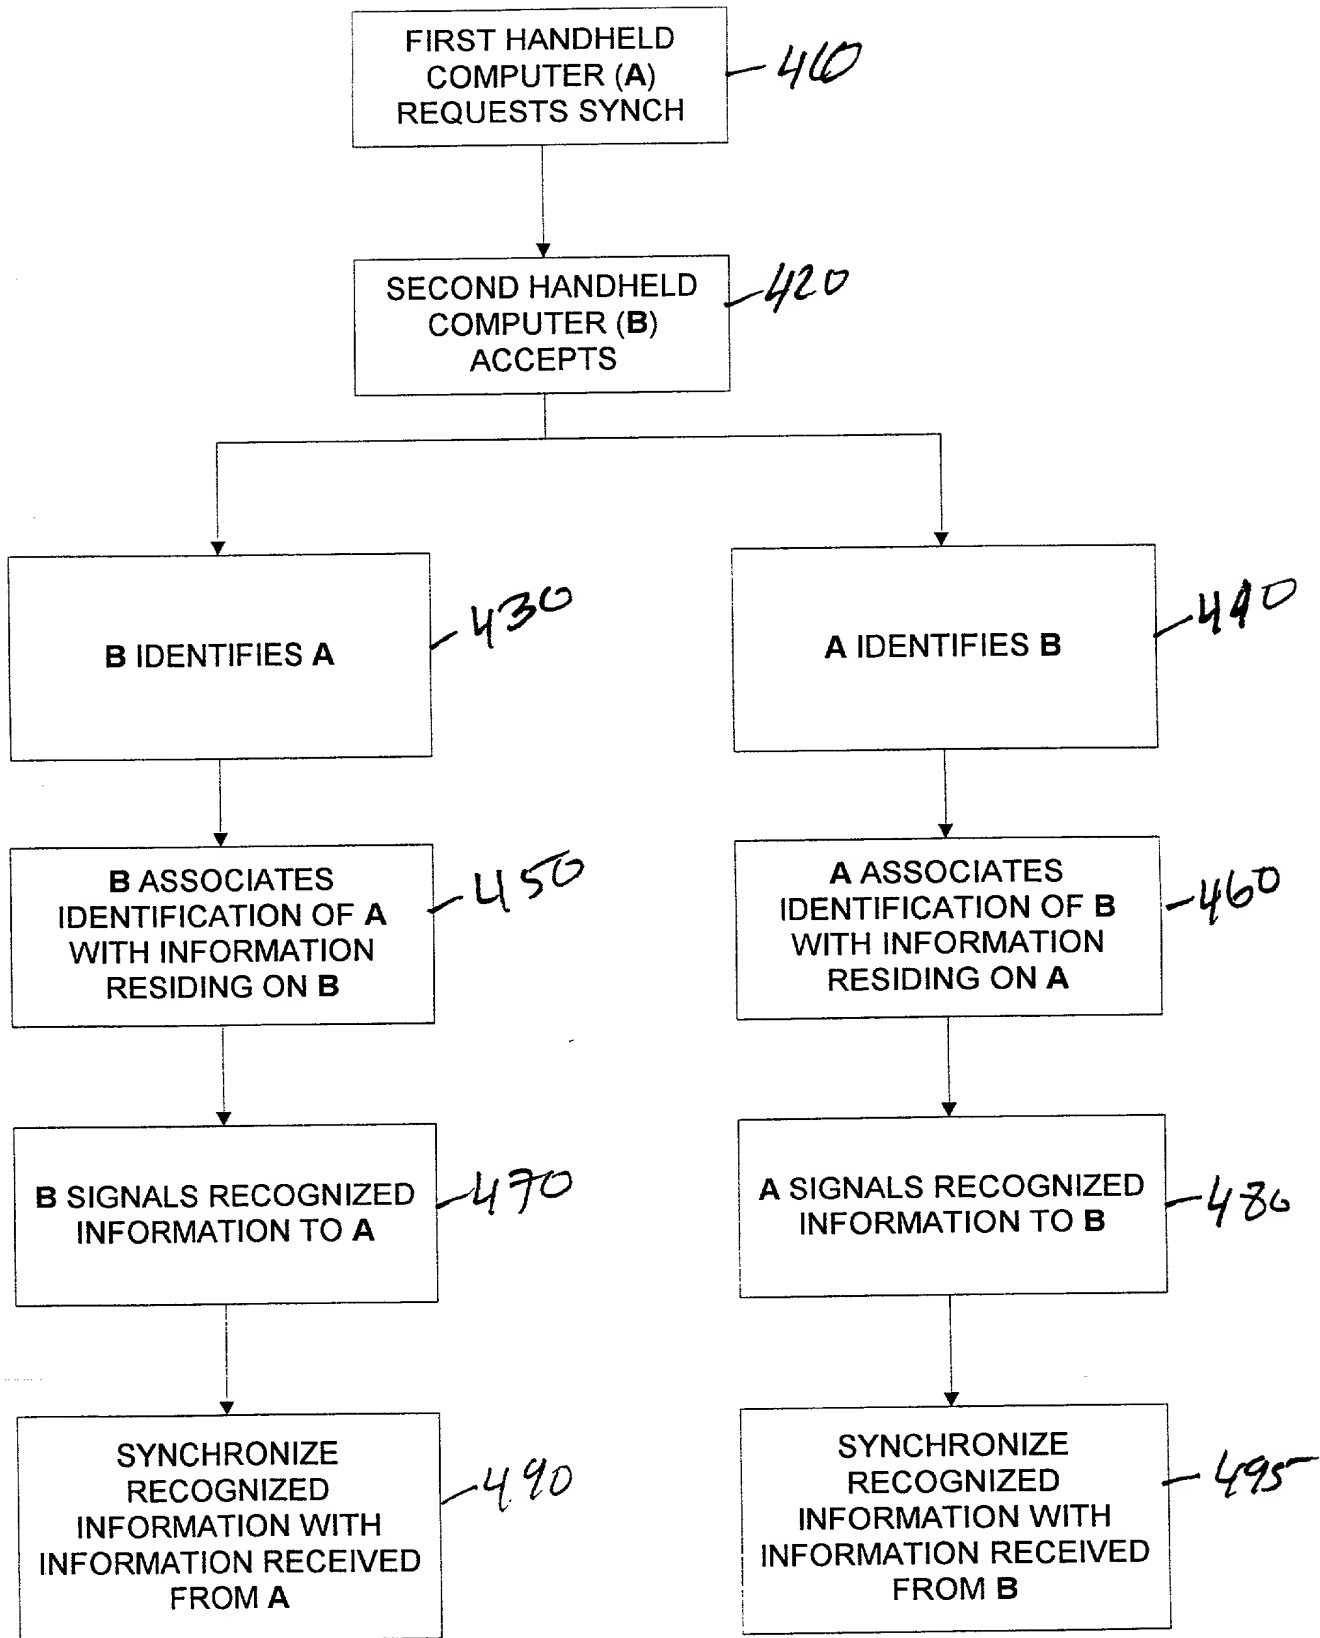 FIRST HANDHELD
COMPUTER (A)
REQUESTS SYNCH
SECOND HANDHELD
COMPUTER (B)
ACCEPTS
420
B IDENTIFIES A
430
A IDENTIFIES B
440
B ASSOCIATES
IDENTIFICATION OF A
WITH INFORMATION
RESIDING ON B
450
A ASSOCIATES
IDENTIFICATION OF B
WITH INFORMATION
RESIDING ON A
460
B SIGNALS RECOGNIZED
INFORMATION TO A
470
A SIGNALS RECOGNIZED
INFORMATION TO B
480
SYNCHRONIZE
RECOGNIZED
INFORMATION WITH
INFORMATION RECEIVED
FROM A
490
SYNCHRONIZE
RECOGNIZED
INFORMATION WITH
INFORMATION RECEIVED
FROM B
495